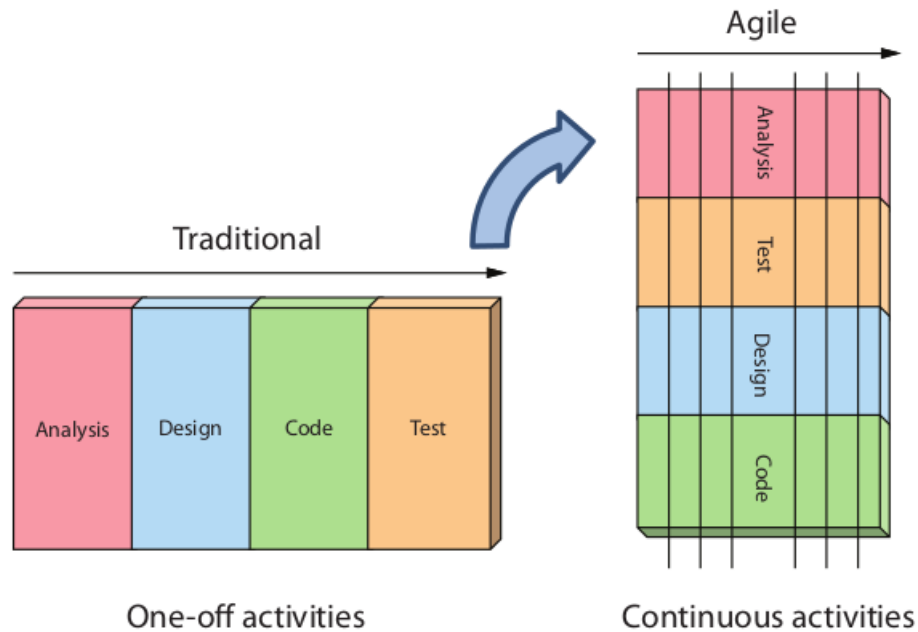 Agile
Traditional
Analysis
Design
Code
Test
Analysis
Test
Design
Code
One-off activities
Continuous activities